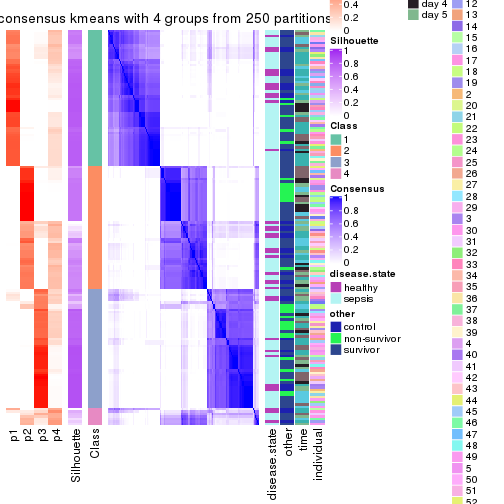 consensus kmeans with 4 groups from 250 partitions
0.4
0.2
0
Silhouette
1
0.8
0.6
0.4
0.2
0
Class
1
2
3
4
Consensus
1
0.8
0.6
0.4
0.2
0
disease.state
healthy
sepsis
other
control
non-survivor
survivor
day 4
day 5
12
13
14
15
16
17
18
19
2
20
21
22
23
24
25
26
27
28
29
3
30
31
32
33
34
35
36
37
38
39
4
40
41
42
43
44
45
46
47
48
49
5
50
51
52
p1
p2
p3
p4
Silhouette
Class
disease.state
other
time
individual